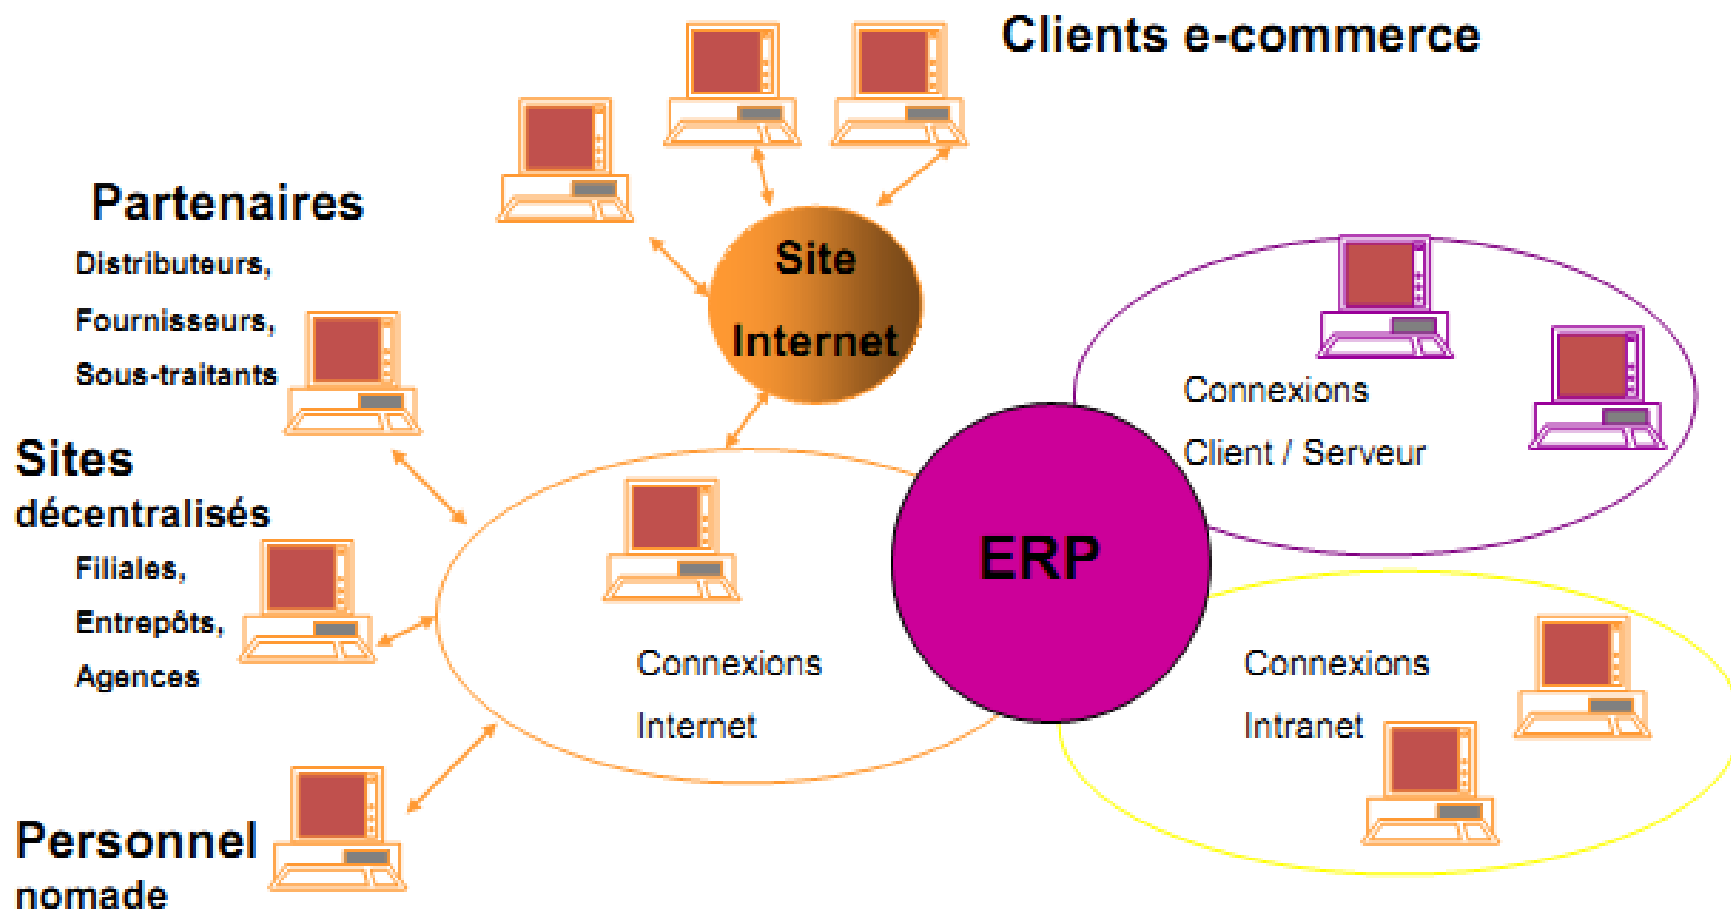 Clients e-commerce
Partenaires
Distributeurs,
Fournisseurs,
Sous-traitants
Site
Internet
Sites
décentralisés
Filiales,
Entrepôts,
Agences
Personnel
nomade
Connexions
Internet
ERP
Connexions
Client / Serveur
Connexions
Intranet